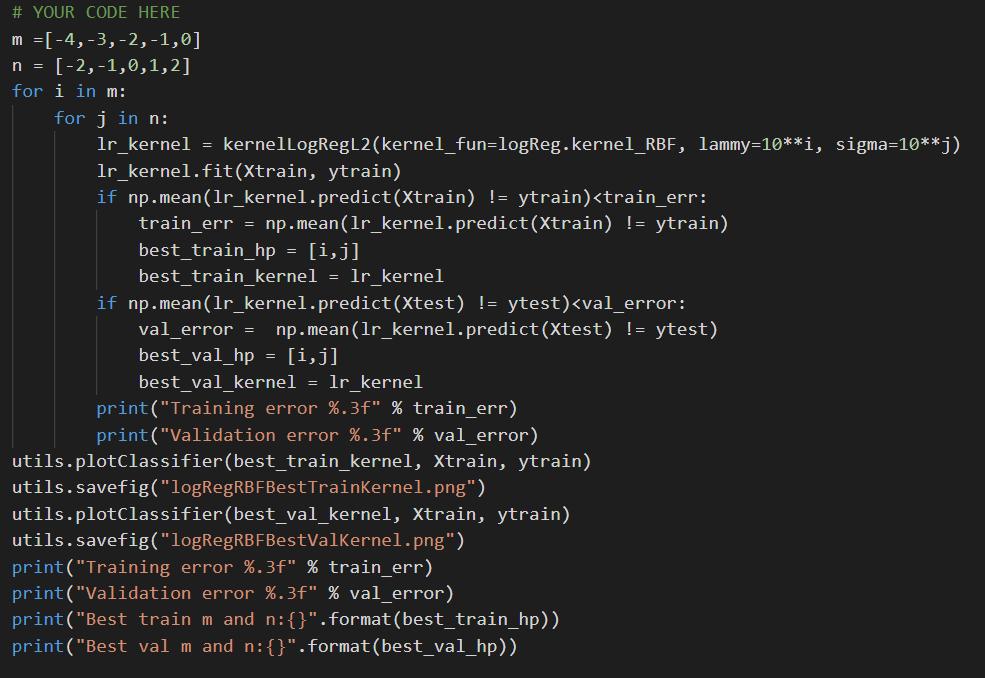 # YOUR CODE HERE
m =[-4,-3,-2,-1,0]
n = [-2,-1,0,1,2]
for i in m:
    for j in n:
        lr_kernel = kernelLogRegL2(kernel_fun=logReg.kernel_RBF, lammy=10**i, sigma=10**j)
        lr_kernel.fit(Xtrain, ytrain)
        if np.mean(lr_kernel.predict(Xtrain) != ytrain)<train_err:
            train_err = np.mean(lr_kernel.predict(Xtrain) != ytrain)
            best_train_hp = [i,j]
            best_train_kernel = lr_kernel
        if np.mean(lr_kernel.predict(Xtest) != ytest)<val_error:
            val_error =  np.mean(lr_kernel.predict(Xtest) != ytest)
            best_val_hp = [i,j]
            best_val_kernel = lr_kernel
        print("Training error %.3f" % train_err)
        print("Validation error %.3f" % val_error)
utils.plotClassifier(best_train_kernel, Xtrain, ytrain)
utils.savefig("logRegRBFBestTrainKernel.png")
utils.plotClassifier(best_val_kernel, Xtrain, ytrain)
utils.savefig("logRegRBFBestValKernel.png")
print("Training error %.3f" % train_err)
print("Validation error %.3f" % val_error)
print("Best train m and n:{}".format(best_train_hp))
print("Best val m and n:{}".format(best_val_hp))